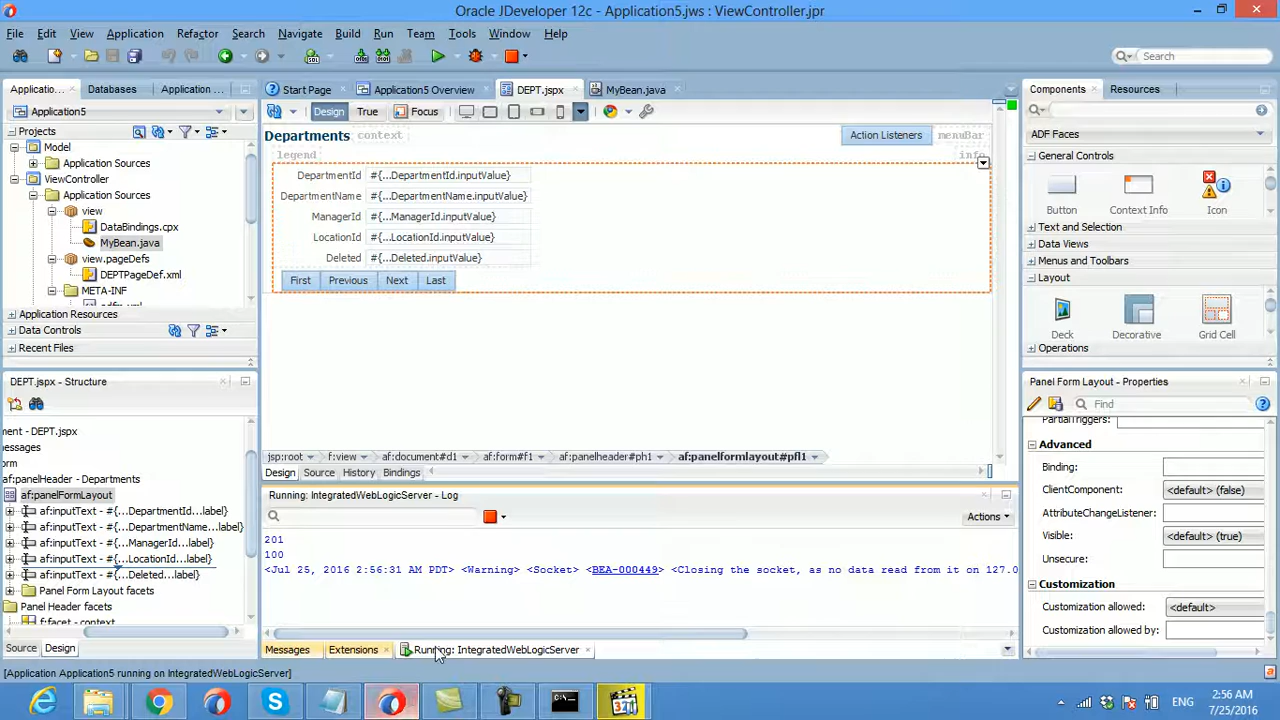 Oracle JDeveloper 12c - Application5.jws : ViewController.jpr
File Edit View Application Refactor Search Navigate Build Run Team Tools Window Help
Search
Applicatio... Databases Application ... Start Page Application5 Overview DEPT.jspx MyBean.java Components Resources
Application5 Design True Focus
Projects Departments context Action Listeners menuBar ADF Faces
Model legend info General Controls
Application Sources
ViewController DepartmentId #{...DepartmentId.inputValue}
Application Sources DepartmentName #{...DepartmentName.inputValue} Button Context Info Icon
view ManagerId #{...ManagerId.inputValue} Text and Selection
DataBindings.cpx LocationId #{...LocationId.inputValue} Data Views
MyBean.java Deleted #{...Deleted.inputValue} Menus and Toolbars
view.pageDefs First Previous Next Last Layout
DEPTPageDef.xml
META-INF
Application Resources Deck Decorative Grid Cell
Data Controls
Recent Files Operations
DEPT.jspx - Structure Panel Form Layout - Properties
Find
ment - DEPT.jspx
essages Advanced
orm jsp:root f:view af:document#d1 af:form#f1 af:panelheader#ph1 af:panelformlayout#pfl1 Binding:
af:panelHeader - Departments Design Source History Bindings ClientComponent: <default> (false)
af:panelFormLayout Running: IntegratedWebLogicServer - Log AttributeChangeListener:
af:inputText - #{...DepartmentId...label} Actions Visible: <default> (true)
af:inputText - #{...DepartmentName...label} 201 Unsecure:
af:inputText - #{...ManagerId...label} 100
af:inputText - #{...LocationId...label} <Jul 25, 2016 2:56:31 AM PDT> <Warning> <Socket> <BEA-000449> <Closing the socket, as no data read from it on 127.0
af:inputText - #{...Deleted...label} Customization
Panel Form Layout facets Customization allowed: <default>
Panel Header facets Customization allowed by:
f:facet - context
Source Design Messages Extensions Running: IntegratedWebLogicServer
[Application Application5 running on IntegratedWebLogicServer]
321
ENG 2:56 AM
7/25/2016